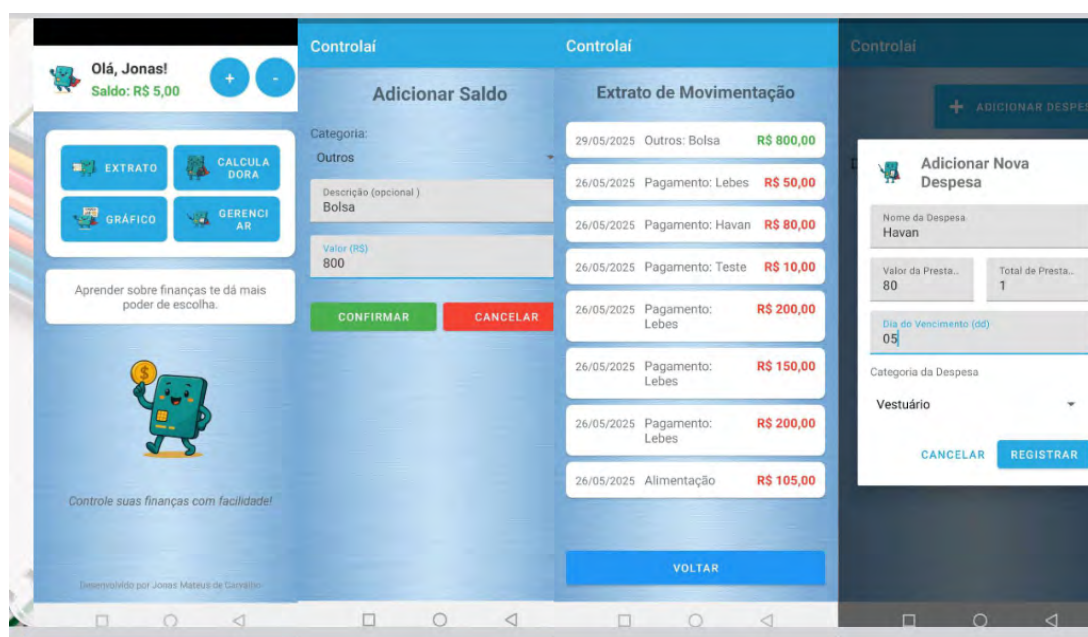 Olá, Jonas!
Saldo: R$ 5,00
+
-
EXTRATO
CALCULA
DORA
GRÁFICO
GERENCI
AR
Aprender sobre finanças te dá mais
poder de escolha.
Controle suas finanças com facilidade!
Desenvolvido por Jonas Mateus de Carvalho
Controlaí
Adicionar Saldo
Categoria:
Outros
Descrição (opcional )
Bolsa
Valor (R$)
800
CONFIRMAR
CANCELAR
Controlaí
Extrato de Movimentação
29/05/2025 Outros: Bolsa R$ 800,00
26/05/2025 Pagamento: Lebes R$ 50,00
26/05/2025 Pagamento: Havan R$ 80,00
26/05/2025 Pagamento: Teste R$ 10,00
26/05/2025 Pagamento: R$ 200,00
Lebes
26/05/2025 Pagamento: R$ 150,00
Lebes
26/05/2025 Pagamento: R$ 200,00
Lebes
26/05/2025 Alimentação R$ 105,00
VOLTAR
Controlaí
+ ADICIONAR DESPES
Adicionar Nova
Despesa
Nome da Despesa
Havan
Valor da Presta..
80
Total de Presta..
1
Dia do Vencimento (dd)
05
Categoria da Despesa
Vestuário
CANCELAR
REGISTRAR